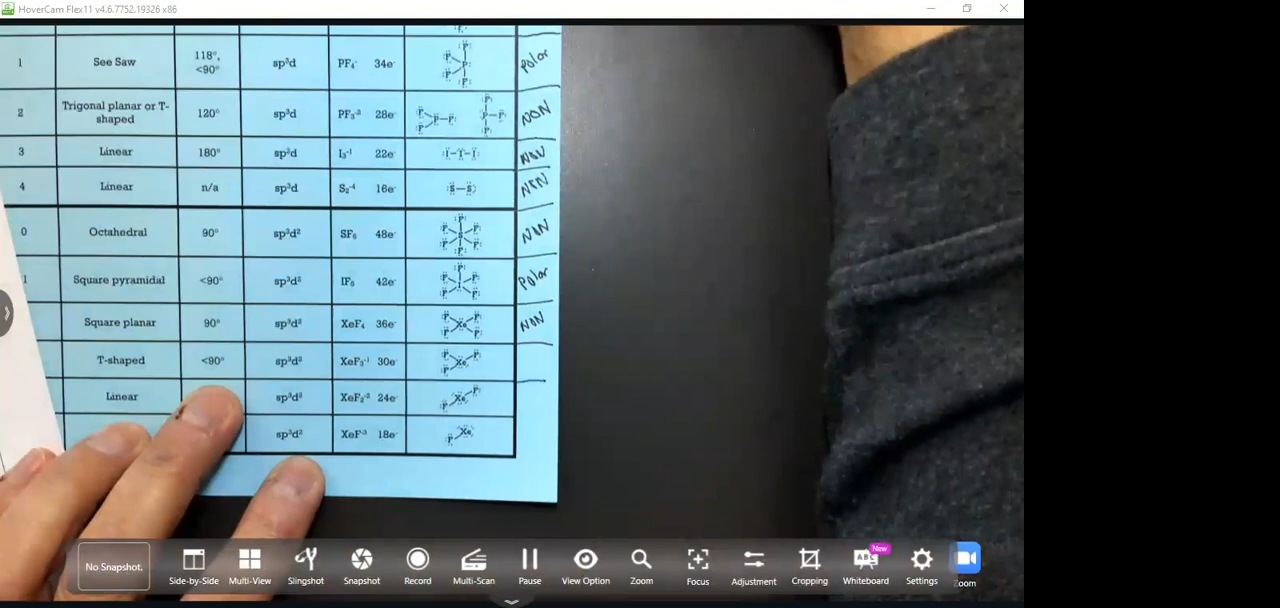 HoverCam Flex11 v4.6.7752.19326 x86
1 See Saw 118°, <90° sp³d PF₄⁻ 34e⁻ Polar
2 Trigonal planar or T-shaped 120° sp³d PF₃⁻³ 28e⁻ NON
3 Linear 180° sp³d I₃⁻¹ 22e⁻ NON
4 Linear n/a sp³d S₂⁻⁴ 16e⁻ NON
0 Octahedral 90° sp³d² SF₆ 48e⁻ NON
1 Square pyramidal <90° sp³d² IF₅ 42e⁻ Polar
Square planar 90° sp³d² XeF₄ 36e⁻ NON
T-shaped <90° sp³d² XeF₃⁻¹ 30e⁻
Linear sp³d² XeF₂⁻² 24e⁻
sp³d² XeF⁻³ 18e⁻
No Snapshot.
Side-by-Side Multi-View Slingshot Snapshot Record Multi-Scan Pause View Option Zoom Focus Adjustment Cropping Whiteboard Settings Zoom
New
ABC